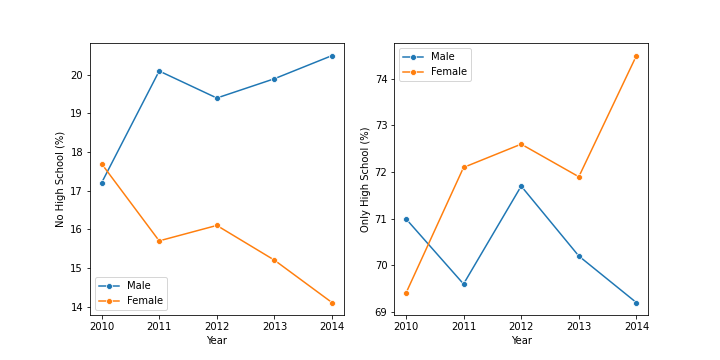 No High School (%)
20
19
18
17
16
15
14
Male
Female
2010 2011 2012 2013 2014
Year
Only High School (%)
Male
Female
74
73
72
71
70
69
2010 2011 2012 2013 2014
Year